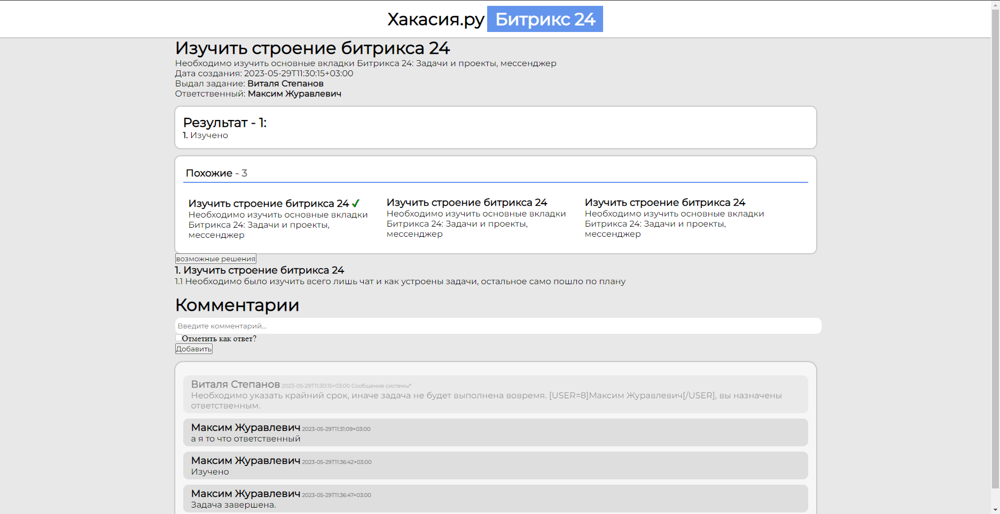 Хакасия.ру Битрикс 24
Изучить строение битрикса 24
Необходимо изучить основные вкладки Битрикса 24: Задачи и проекты, мессенджер
Дата создания: 2023-05-29T11:30:15+03:00
Выдал задание: Виталя Степанов
Ответственный: Максим Журавлевич
Результат - 1:
1. Изучено
Похожие - 3
Изучить строение битрикса 24 ✔
Необходимо изучить основные вкладки
Битрикса 24: Задачи и проекты,
мессенджер
Изучить строение битрикса 24
Необходимо изучить основные вкладки
Битрикса 24: Задачи и проекты,
мессенджер
Изучить строение битрикса 24
Необходимо изучить основные вкладки
Битрикса 24: Задачи и проекты,
мессенджер
возможные решения
1. Изучить строение битрикса 24
1.1 Необходимо было изучить всего лишь чат и как устроены задачи, остальное само пошло по плану
Комментарии
Введите комментарий...
Отметить как ответ?
Добавить
Виталя Степанов 2023-05-29T11:30:15+03:00 Сообщение системы*
Необходимо указать крайний срок, иначе задача не будет выполнена вовремя. [USER=8]Максим Журавлевич[/USER], вы назначены
ответственным.
Максим Журавлевич 2023-05-29T11:31:09+03:00
а я то что ответственный
Максим Журавлевич 2023-05-29T11:36:42+03:00
Изучено
Максим Журавлевич 2023-05-29T11:36:47+03:00
Задача завершена.